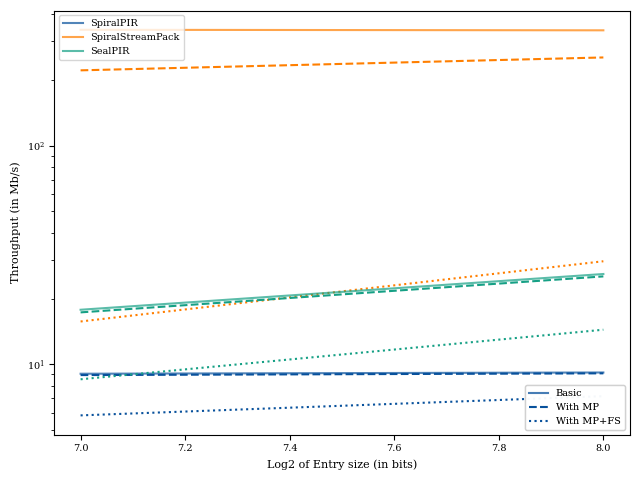 SpiralPIR
SpiralStreamPack
SealPIR
Throughput (in Mb/s)
10²
10¹
Basic
With MP
With MP+FS
7.0 7.2 7.4 7.6 7.8 8.0
Log2 of Entry size (in bits)